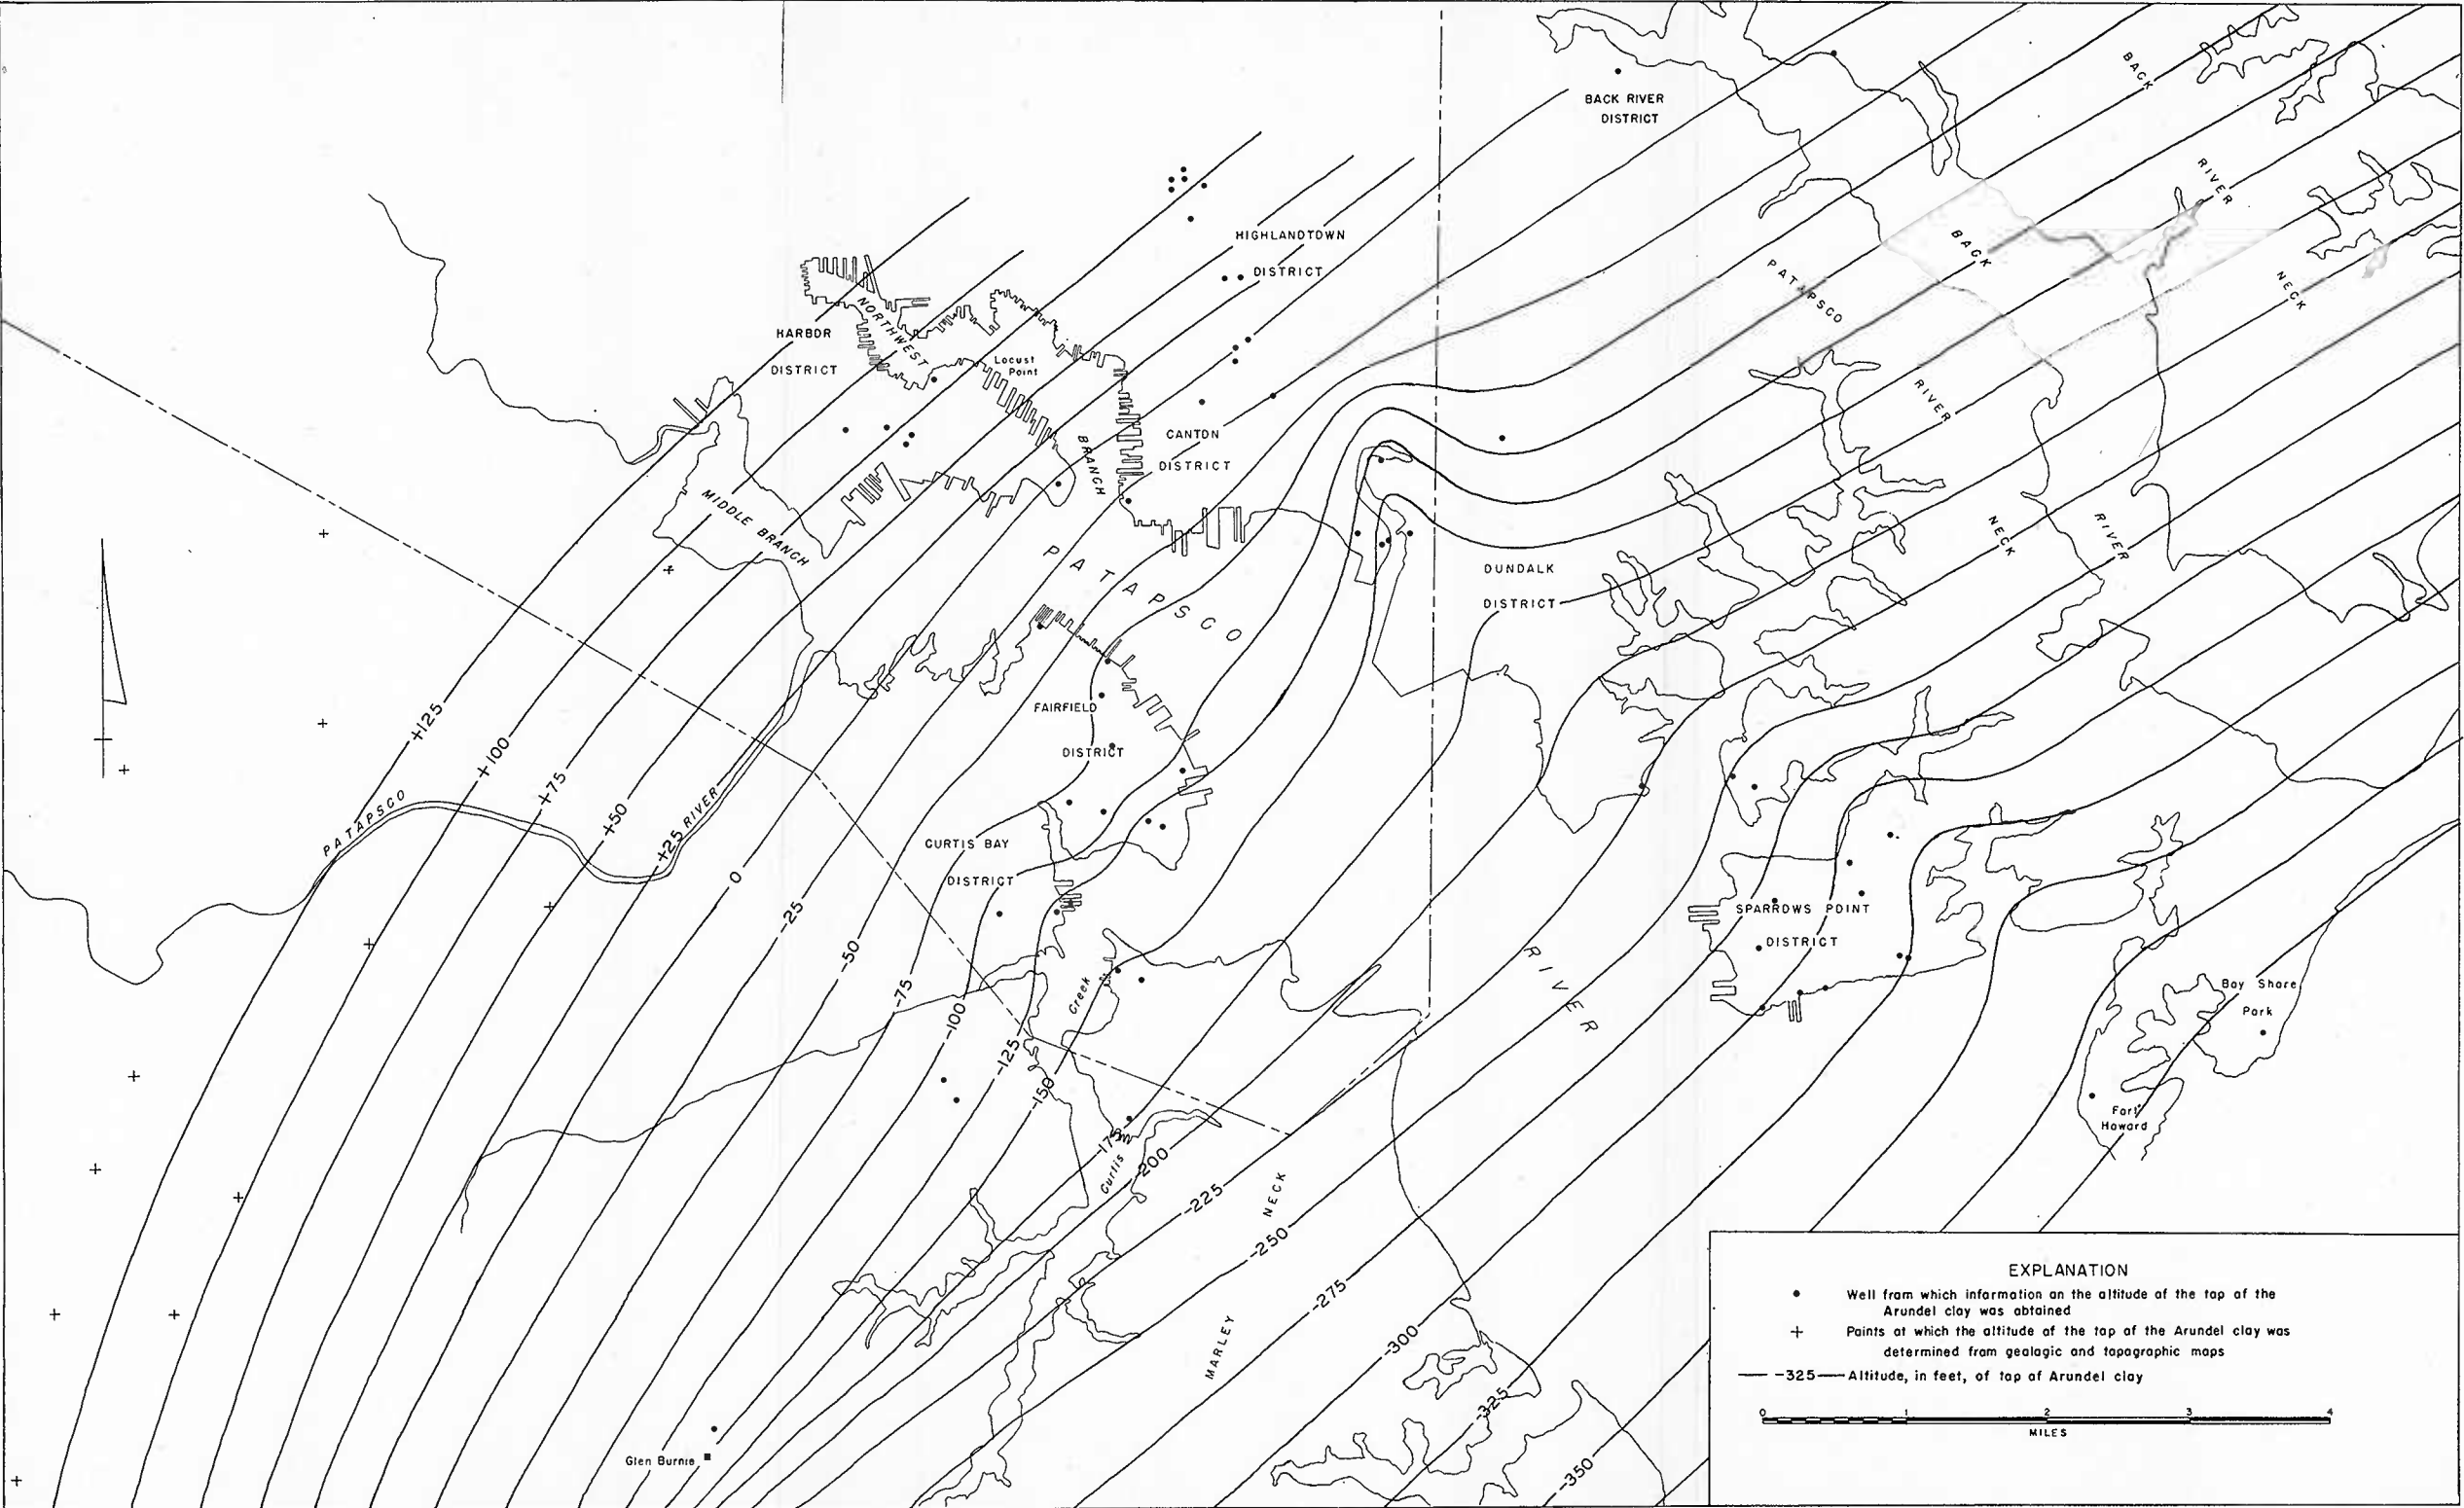 BACK RIVER
DISTRICT
BACK
RIVER
NECK
HIGHLANDTOWN
DISTRICT
PATAPSCO
BACK
RIVER
NECK
RIVER
HARBOR
DISTRICT
NORTHWEST
BRANCH
Locust
Point
CANTON
DISTRICT
MIDDLE BRANCH
PATAPSCO
RIVER
DUNDALK
DISTRICT
FAIRFIELD
DISTRICT
CURTIS BAY
DISTRICT
PATAPSCO
RIVER
+125
+100
+75
+50
+25
0
-25
-50
-75
-100
-125
-150
-175
-200
-225
-250
-275
-300
-325
-350
Curtis
Creek
SPARROWS POINT
DISTRICT
Bay Shore
Park
Fort
Howard
MARLEY
NECK
Glen Burnie
EXPLANATION
Well from which information on the altitude of the top of the
Arundel clay was obtained
Points at which the altitude of the top of the Arundel clay was
determined from geologic and topographic maps
-325
Altitude, in feet, of top of Arundel clay
0 1 2 3 4
MILES